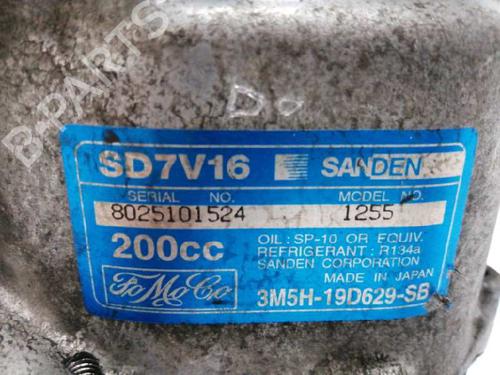 B-PARTS
Do
SD7V16 SANDEN
SERIAL NO. MODEL NO.
8025101524 1255
200cc
OIL : SP-10 OR EQUIV.
REFRIGERANT : R134a
SANDEN CORPORATION
MADE IN JAPAN
FoMoCo
3M5H-19D629-SB